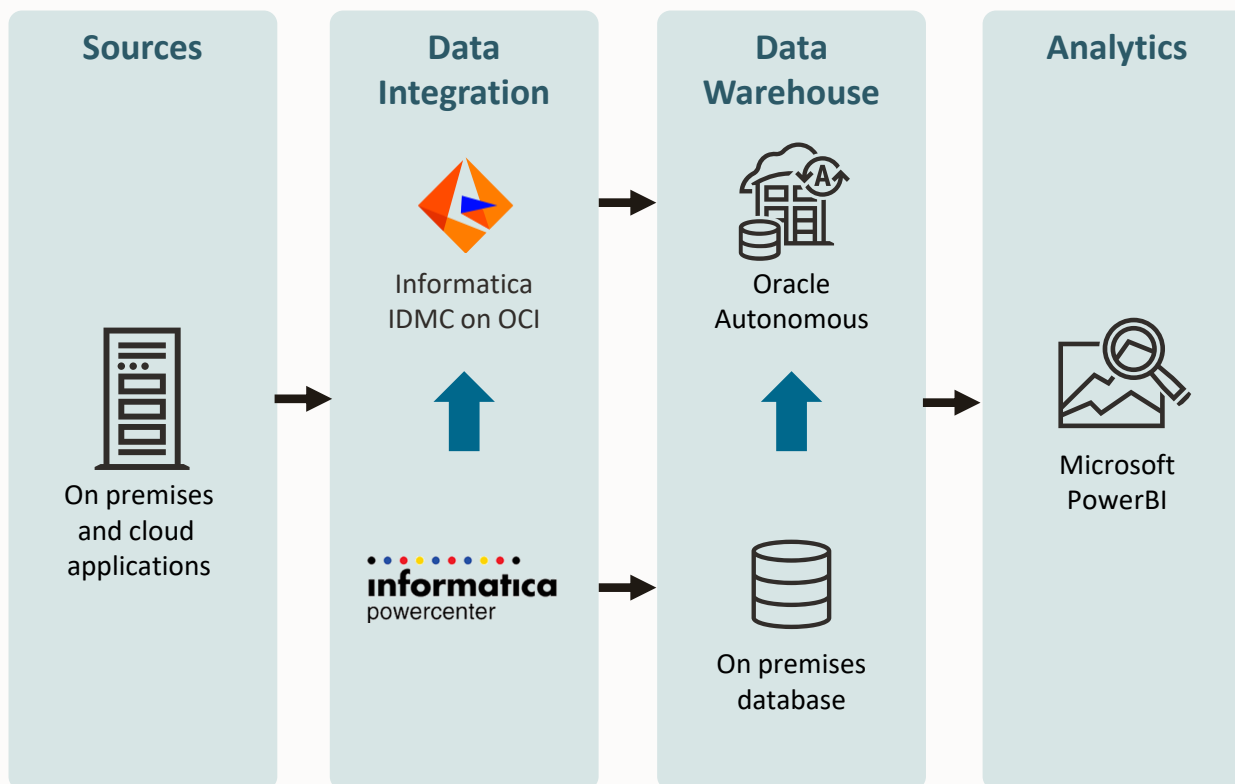 Sources
On premises
and cloud
applications
Data
Integration
Informatica
IDMC on OCI
informatica
powercenter
Data
Warehouse
A
Oracle
Autonomous
On premises
database
Analytics
Microsoft
PowerBI